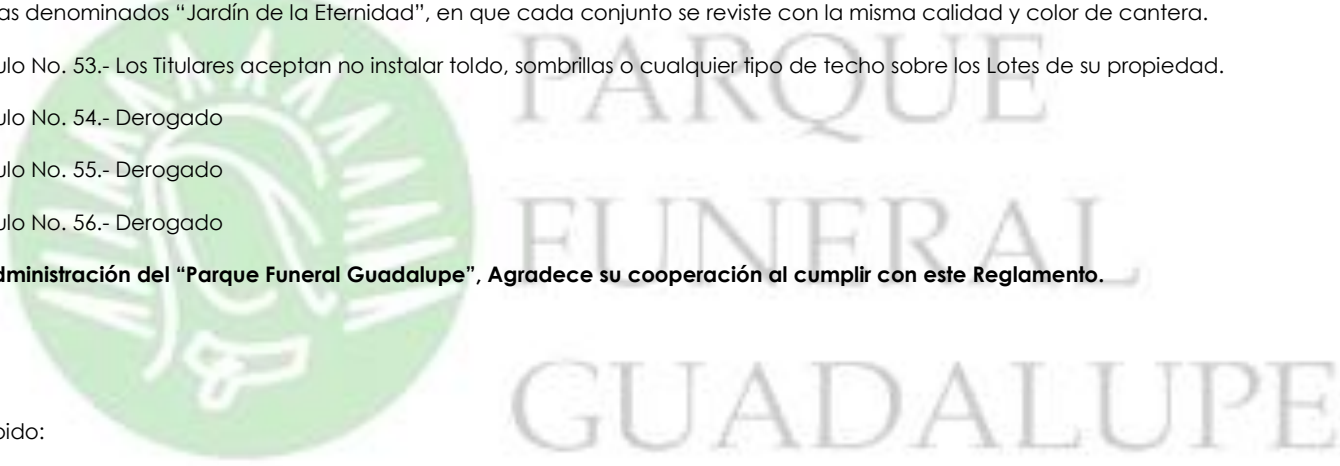 as denominados “Jardín de la Eternidad”, en que cada conjunto se reviste con la misma calidad y color de cantera.
ulo No. 53.- Los Titulares aceptan no instalar toldo, sombrillas o cualquier tipo de techo sobre los Lotes de su propiedad.
ulo No. 54.- Derogado
ulo No. 55.- Derogado
ulo No. 56.- Derogado
dministración del “Parque Funeral Guadalupe”, Agradece su cooperación al cumplir con este Reglamento.
bido:
PARQUE
FUNERAL
GUADALUPE